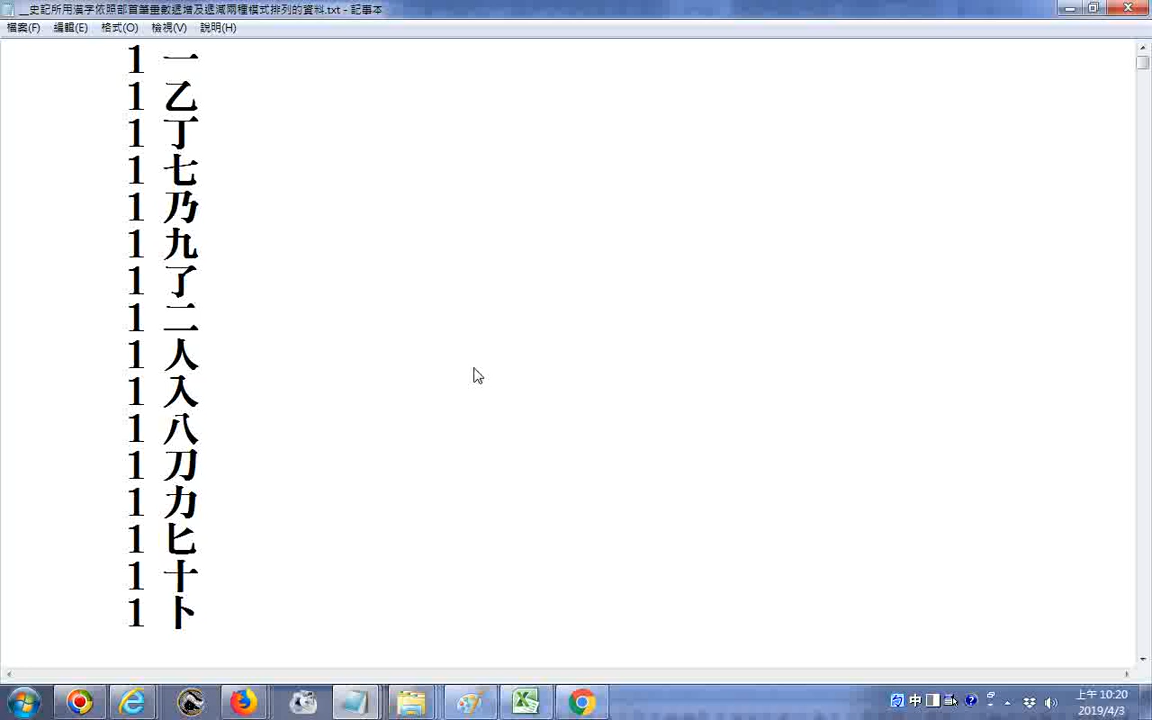 __史記所用漢字依照部首筆畫數遞增及遞減兩種模式排列的資料.txt - 記事本
檔案(F) 編輯(E) 格式(O) 檢視(V) 說明(H)
1 一
1 乙
1 丁
1 七
1 乃
1 九
1 了
1 二
1 人
1 入
1 八
1 刀
1 力
1 匕
1 十
1 卜
中
上午 10:20
2019/4/3